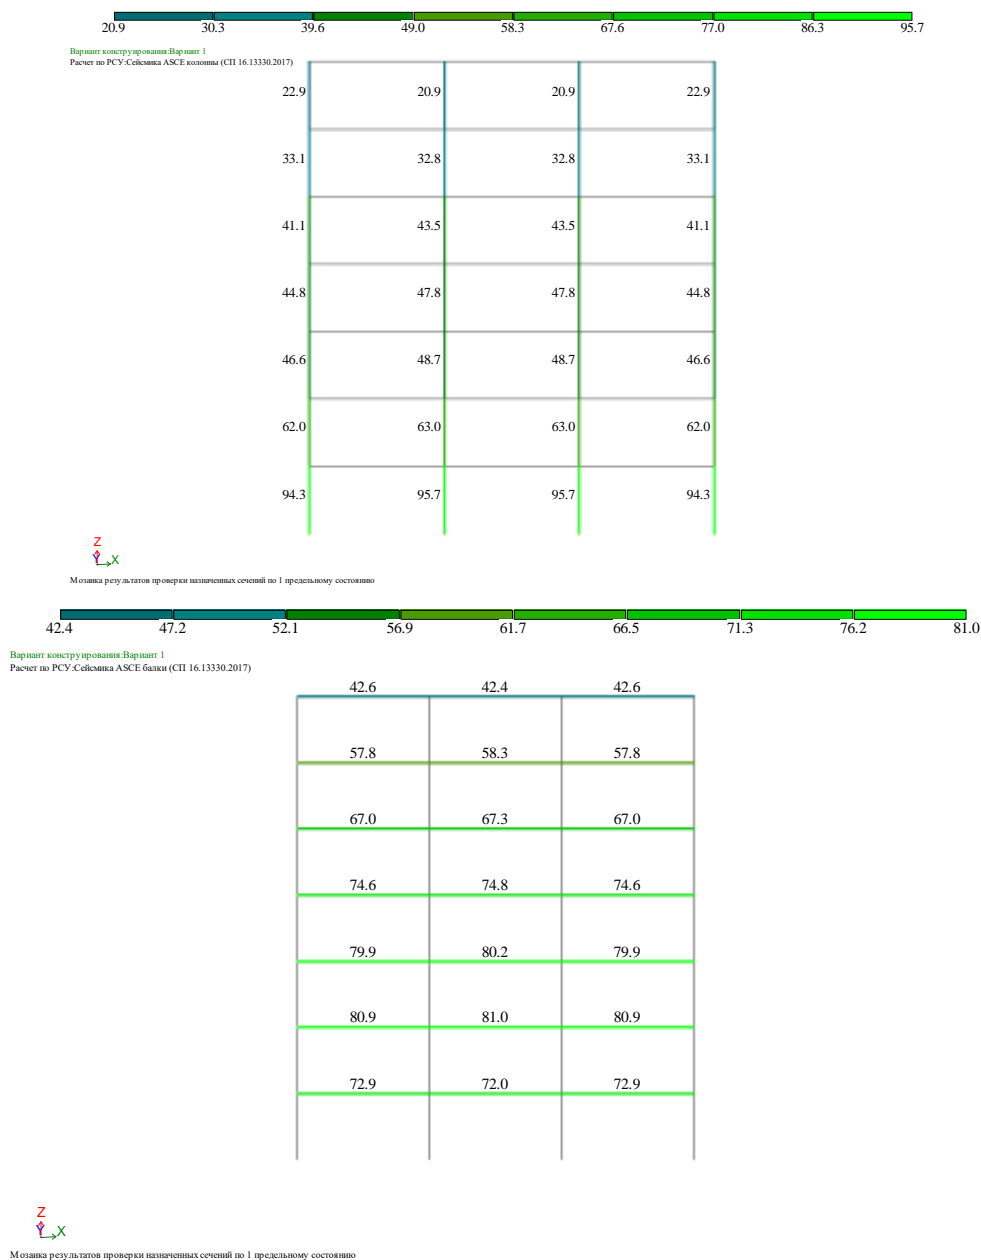 20.9 30.3 39.6 49.0 58.3 67.6 77.0 86.3 95.7
Вариант конструирования:Вариант 1
Расчет по РСУ:Сейсмика ASCE колонны (СП 16.13330.2017)
22.9 20.9 20.9 22.9
33.1 32.8 32.8 33.1
41.1 43.5 43.5 41.1
44.8 47.8 47.8 44.8
46.6 48.7 48.7 46.6
62.0 63.0 63.0 62.0
94.3 95.7 95.7 94.3
Z
Y X
Мозаика результатов проверки назначенных сечений по 1 предельному состоянию
42.4 47.2 52.1 56.9 61.7 66.5 71.3 76.2 81.0
Вариант конструирования:Вариант 1
Расчет по РСУ:Сейсмика ASCE балки (СП 16.13330.2017)
42.6 42.4 42.6
57.8 58.3 57.8
67.0 67.3 67.0
74.6 74.8 74.6
79.9 80.2 79.9
80.9 81.0 80.9
72.9 72.0 72.9
Z
Y X
Мозаика результатов проверки назначенных сечений по 1 предельному состоянию